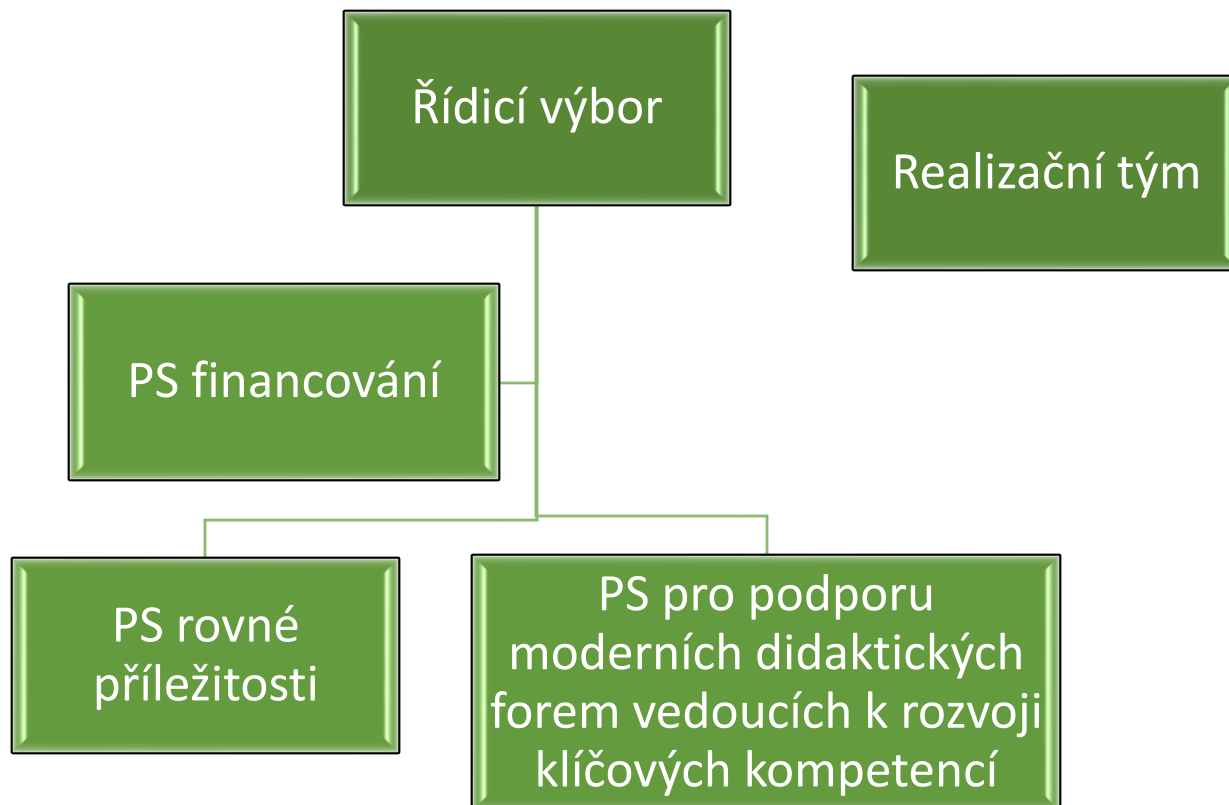 Řídicí výbor
Realizační tým
PS financování
PS rovné
příležitosti
PS pro podporu
moderních didaktických
forem vedoucích k rozvoji
klíčových kompetencí